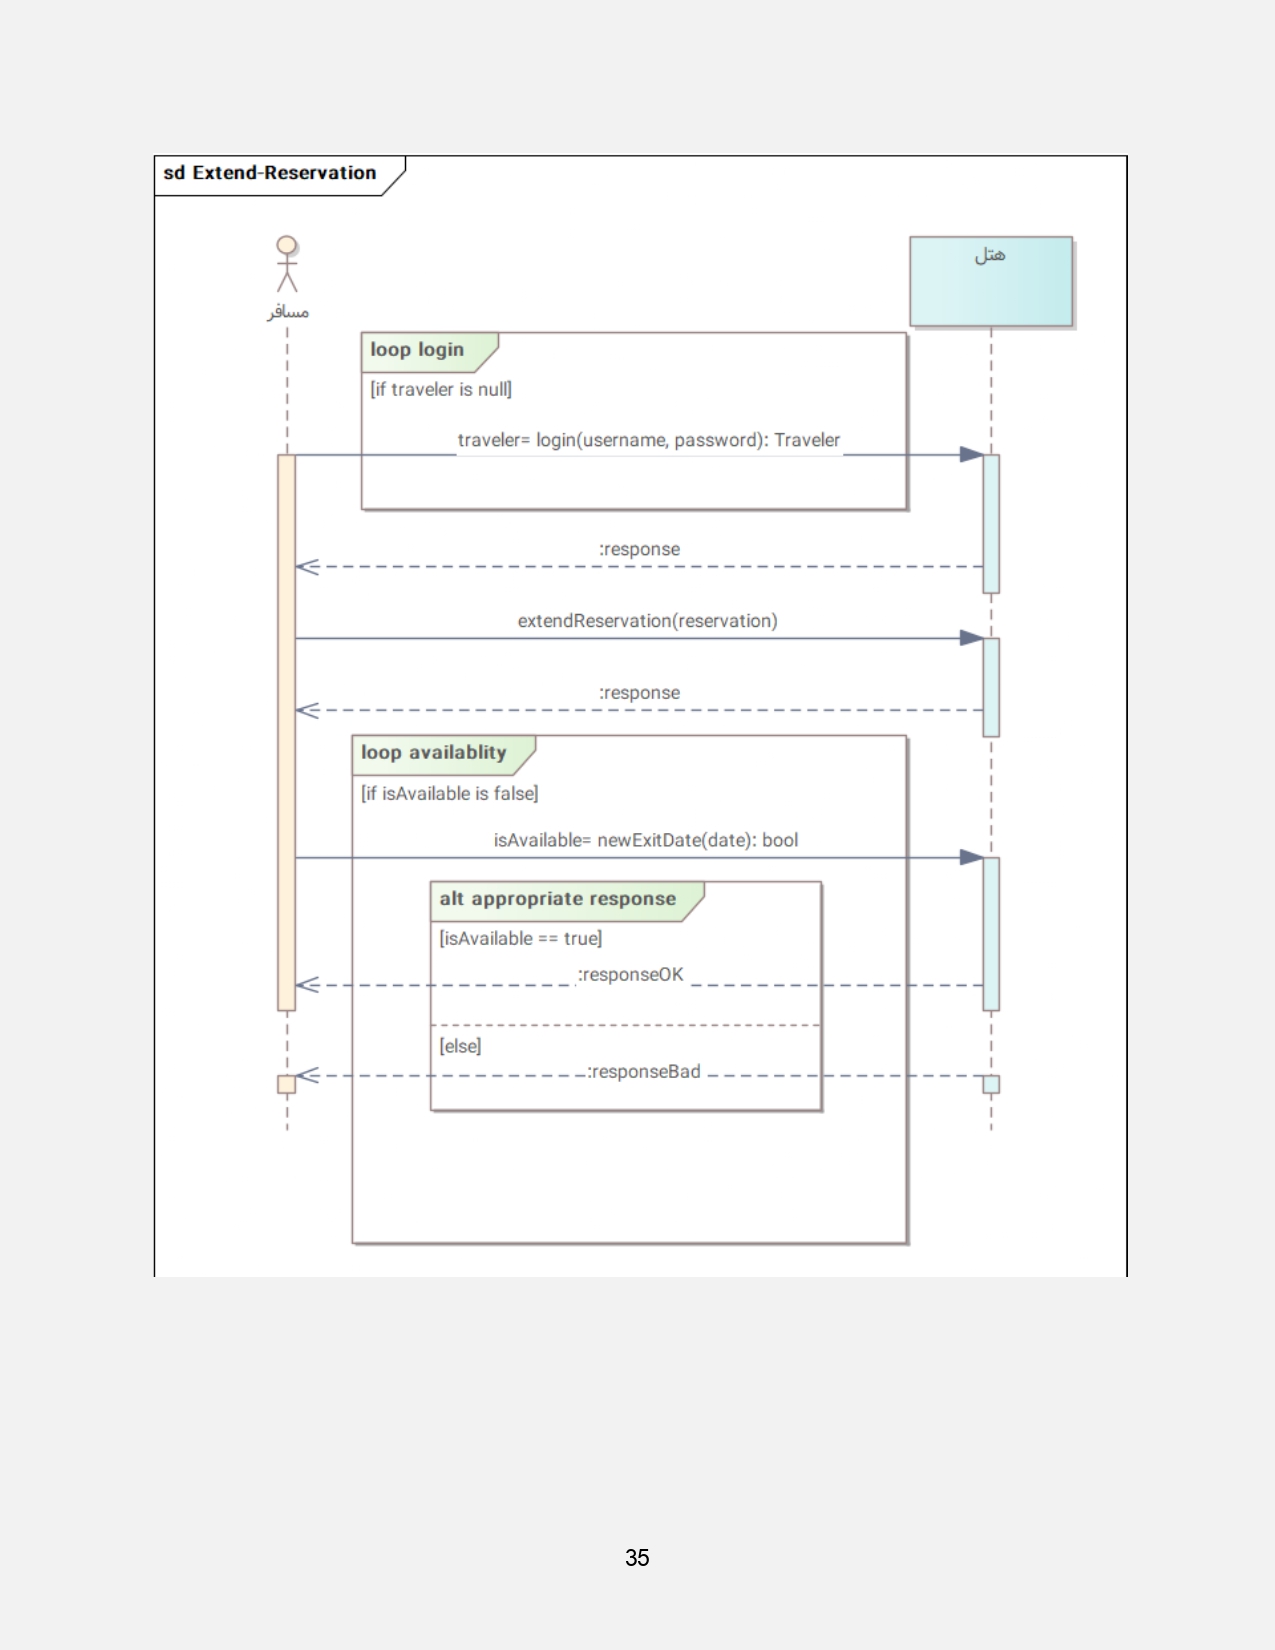 sd Extend-Reservation
مسافر
هتل
loop login
[if traveler is null]
traveler= login(username, password): Traveler
:response
extendReservation(reservation)
:response
loop availablity
[if isAvailable is false]
isAvailable= newExitDate(date): bool
alt appropriate response
[isAvailable == true]
:responseOK
[else]
:responseBad
35